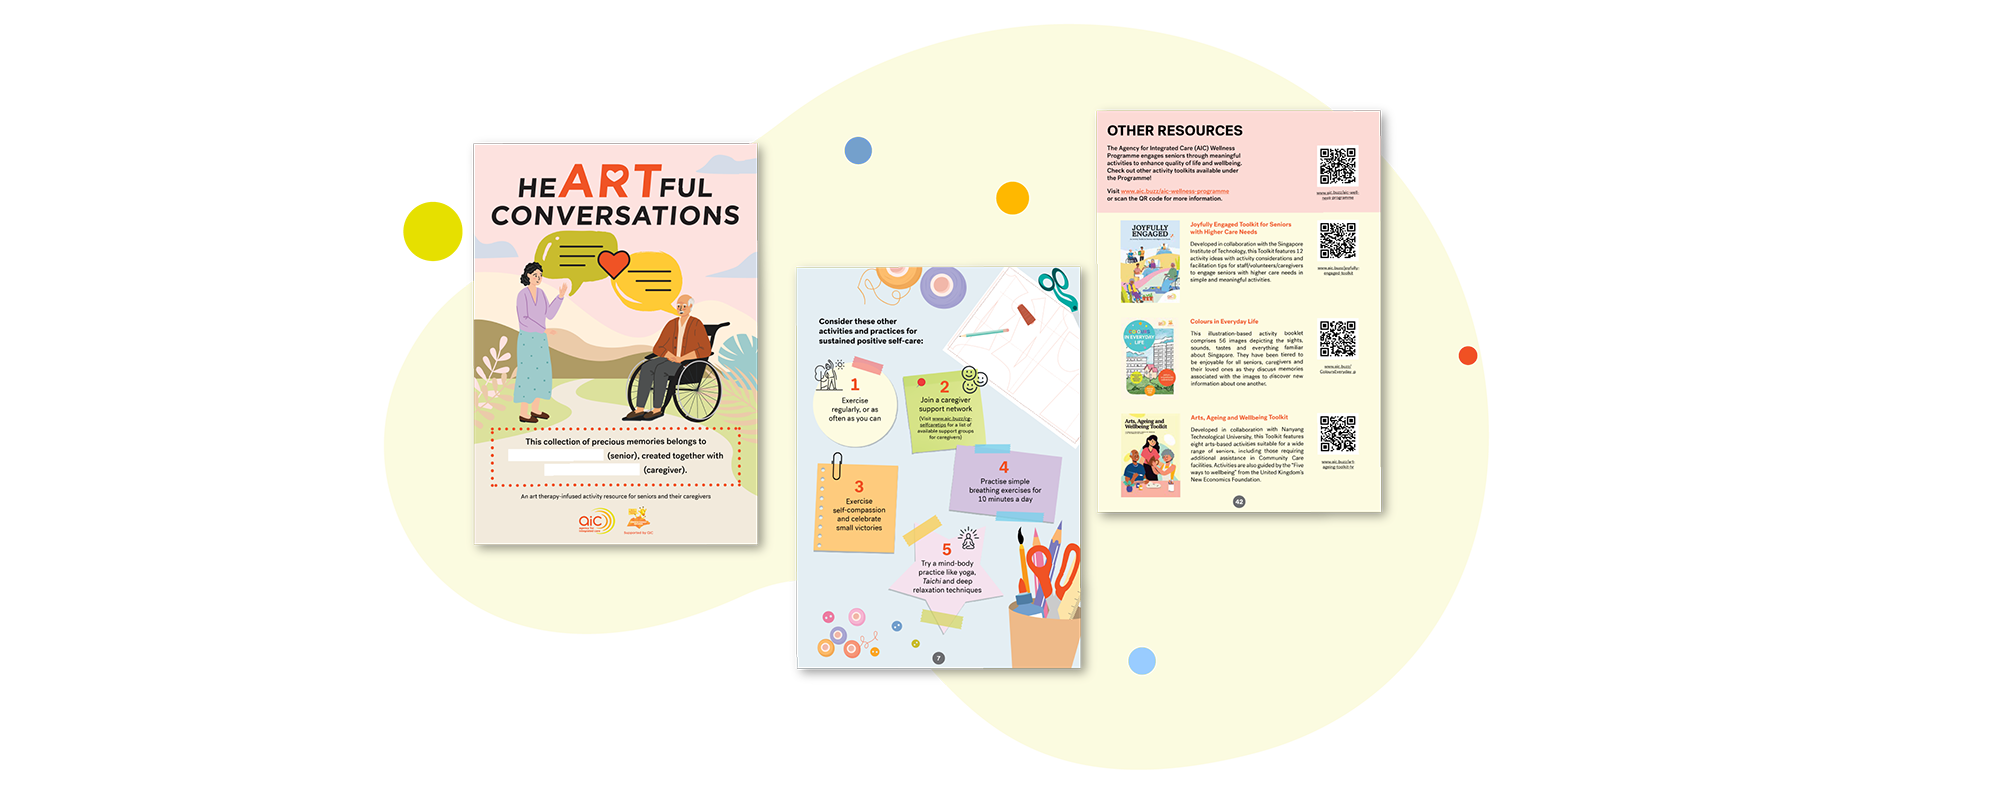 HEARTFUL
CONVERSATIONS
This collection of precious memories belongs to
(senior), created together with
(caregiver).
An art therapy-infused activity resource for seniors and their caregivers
aic
agency for
integrated care
Supported by GIC
Consider these other
activities and practices for
sustained positive self-care:
1
Exercise
regularly, or as
often as you can
2
Join a caregiver
support network
(Visit www.aic.buzz/cg-
selfcaretips for a list of
available support groups
for caregivers)
3
Exercise
self-compassion
and celebrate
small victories
4
Practise simple
breathing exercises for
10 minutes a day
5
Try a mind-body
practice like yoga,
Taichi and deep
relaxation techniques
7
OTHER RESOURCES
The Agency for Integrated Care (AIC) Wellness
Programme engages seniors through meaningful
activities to enhance quality of life and wellbeing.
Check out other activity toolkits available under
the Programme!
Visit www.aic.buzz/aic-wellness-programme
or scan the QR code for more information.
www.aic.buzz/aic-well-
ness-programme
JOYFULLY
ENGAGED
Joyfully Engaged Toolkit for Seniors
with Higher Care Needs
Developed in collaboration with the Singapore
Institute of Technology, this Toolkit features 12
activity ideas with activity considerations and
facilitation tips for staff/volunteers/caregivers
to engage seniors with higher care needs in
simple and meaningful activities.
www.aic.buzz/joyfully-
engaged-toolkit
IN EVERYDAY
LIFE
Colours in Everyday Life
This illustration-based activity booklet
comprises 56 images depicting the sights,
sounds, tastes and everything familiar
about Singapore. They have been tiered to
be enjoyable for all seniors, caregivers and
their loved ones as they discuss memories
associated with the images to discover new
information about one another.
www.aic.buzz/
Arts, Ageing and
Wellbeing Toolkit
Arts, Ageing and Wellbeing Toolkit
Developed in collaboration with Nanyang
Technological University, this Toolkit features
eight arts-based activities suitable for a wide
range of seniors, including those requiring
additional assistance in Community Care
facilities. Activities are also guided by the "Five
ways to wellbeing" from the United Kingdom's
New Economics Foundation.
42